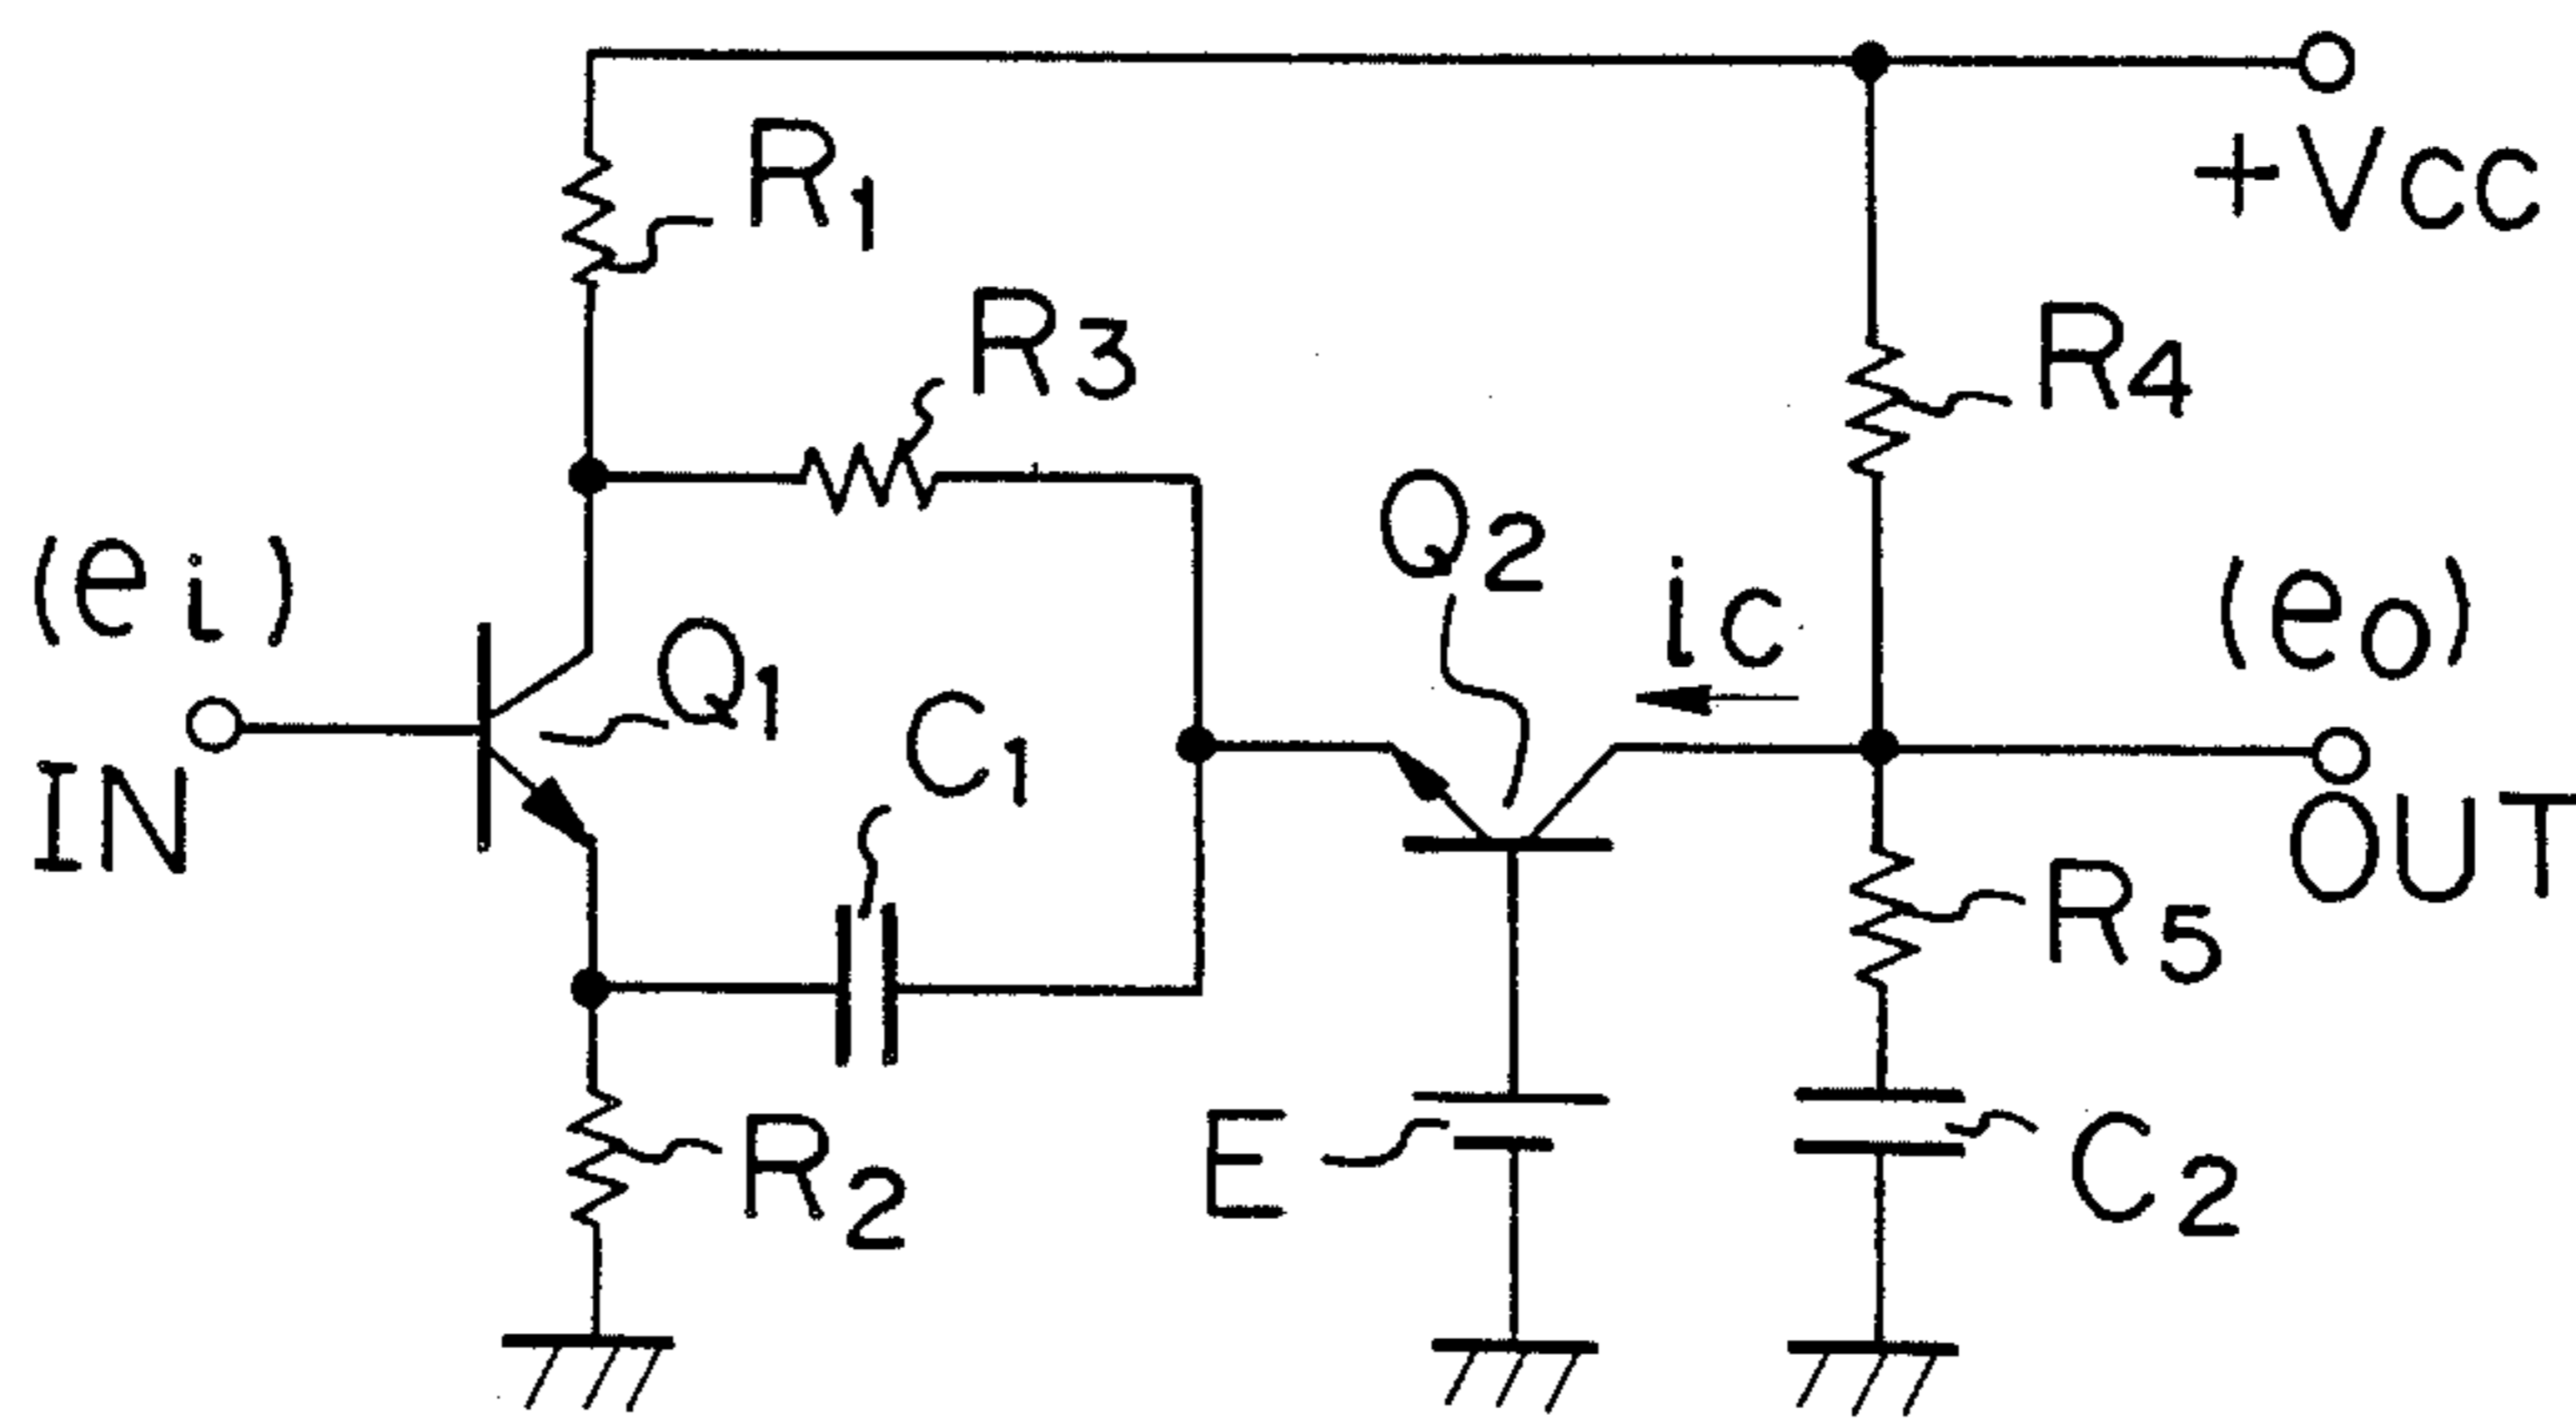 +Vcc
R1
R3
R4
Q2
(ei)
ic
(eo)
Q1
C1
IN
OUT
R5
R2
E
C2